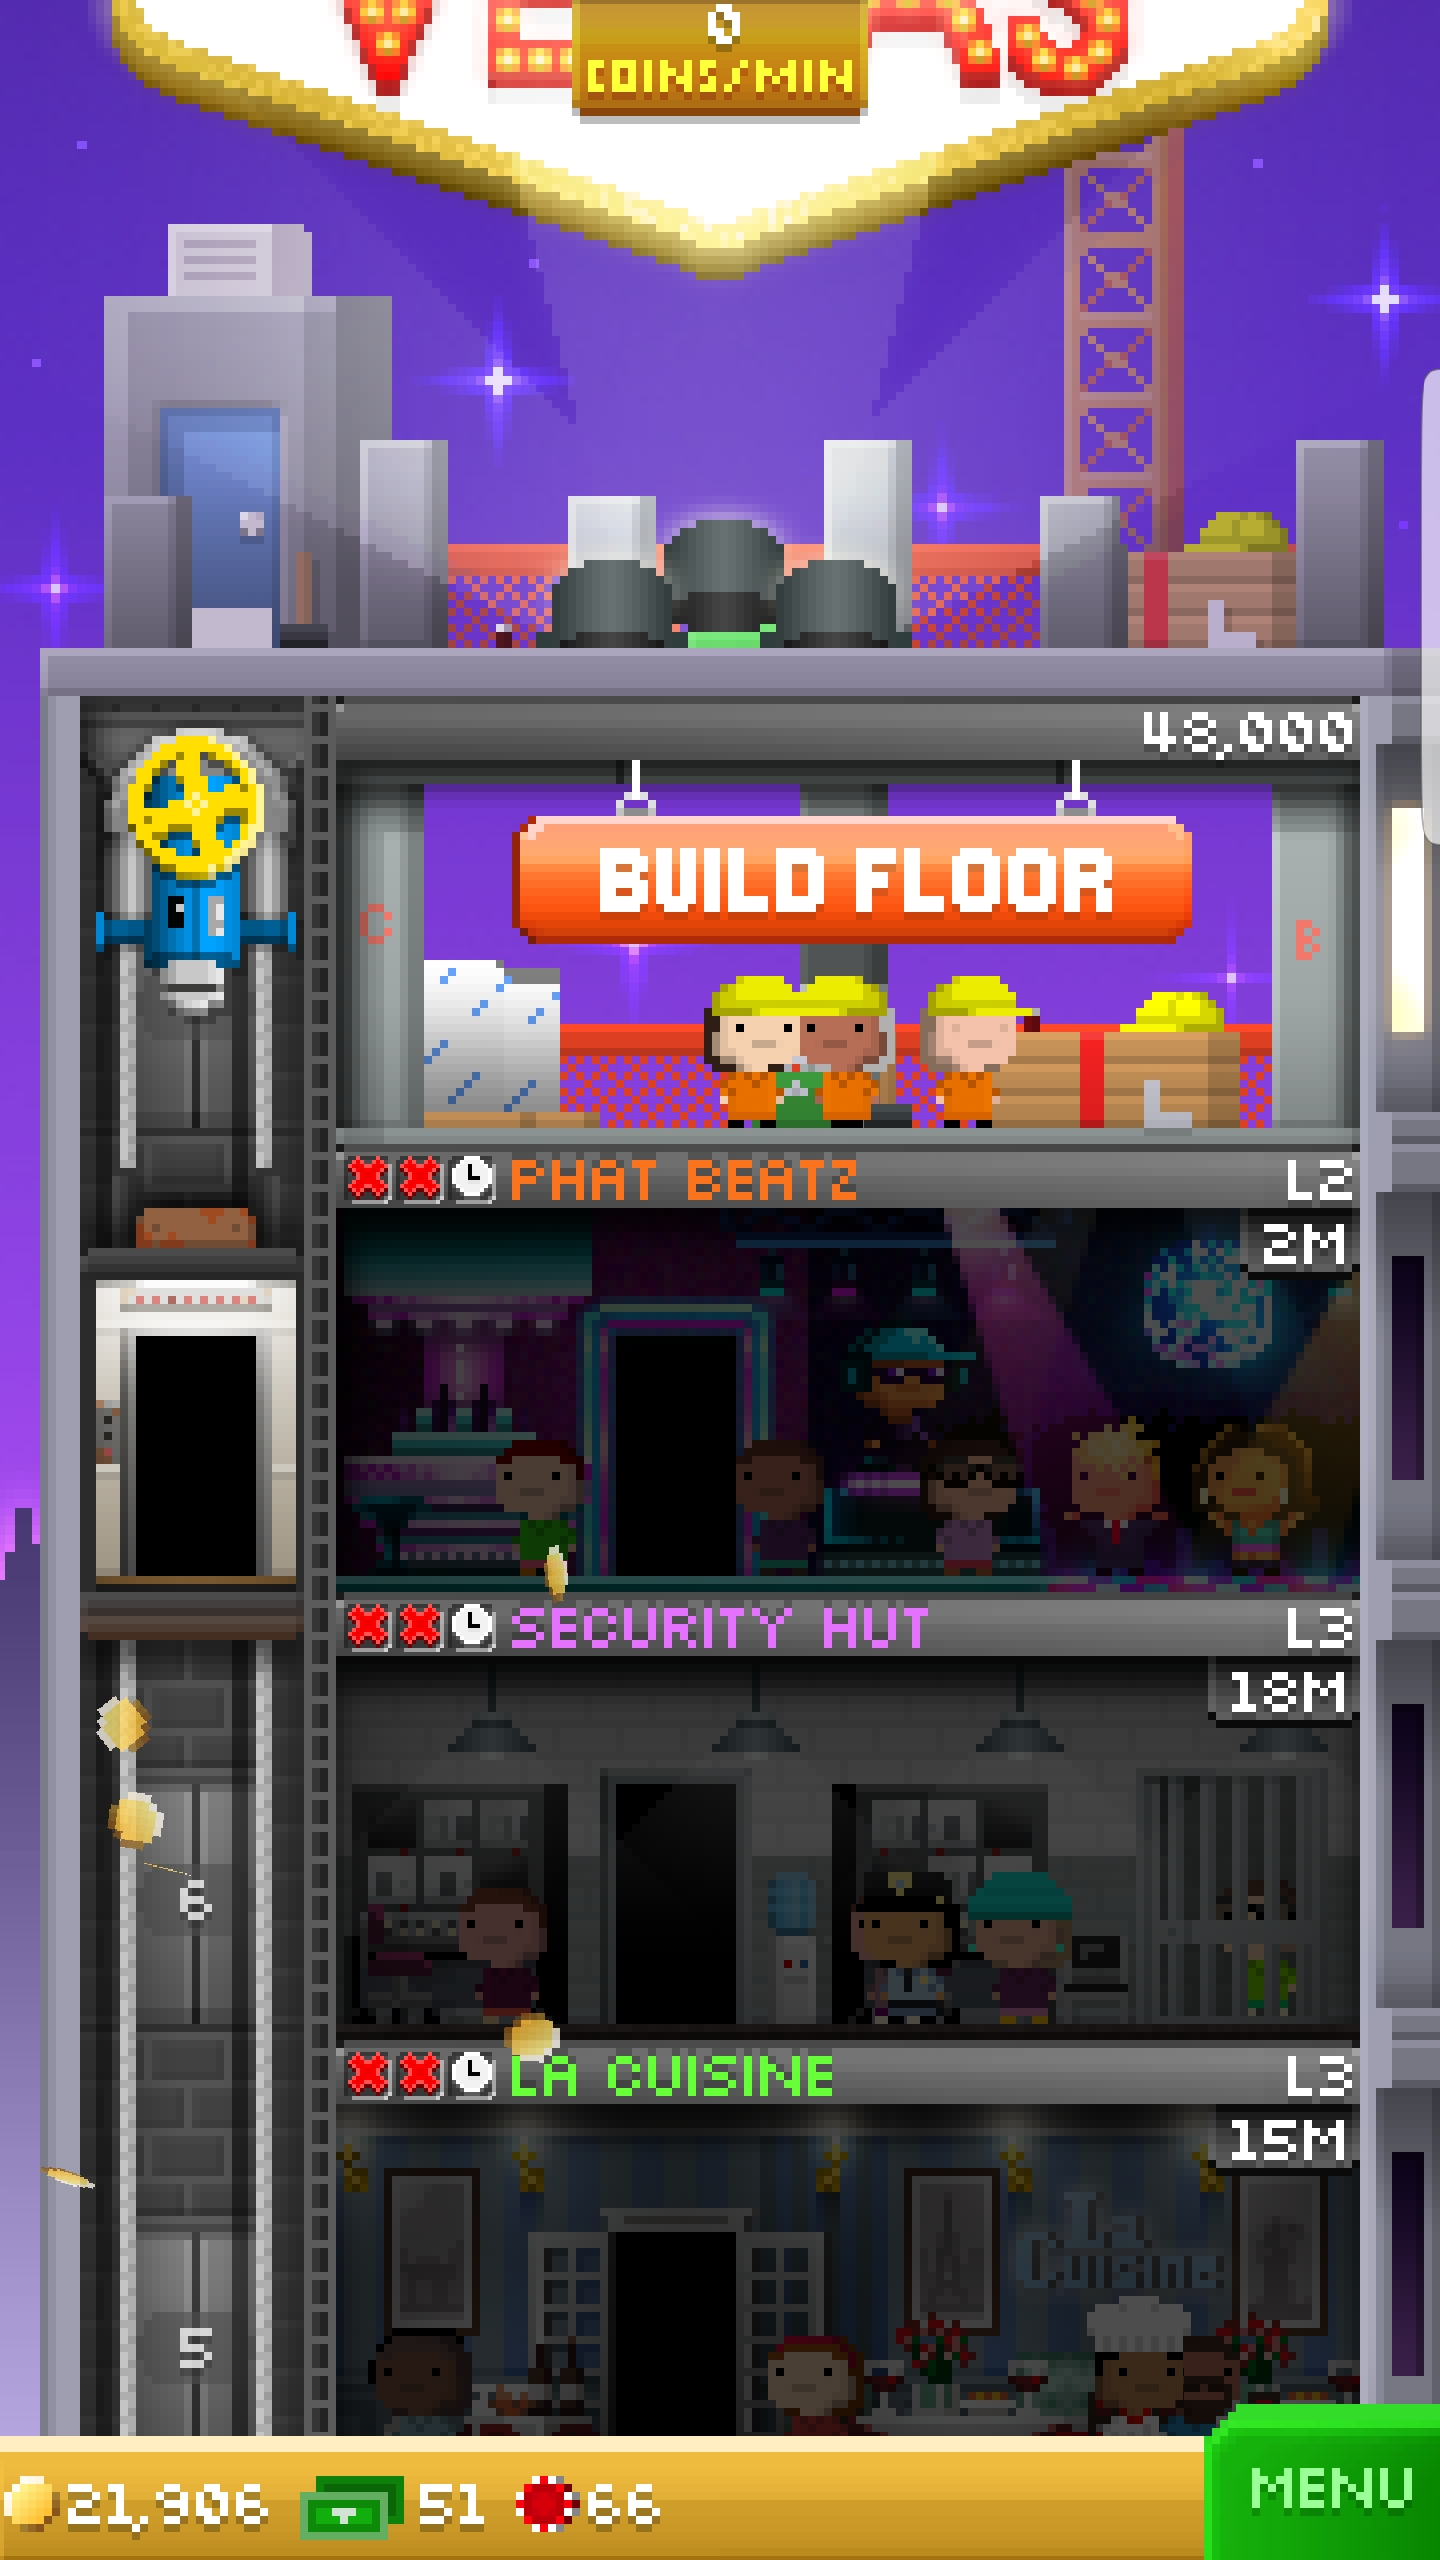 0
COINS/MIN
48,000
BUILD FLOOR
C
B
PHAT BEATZ L2
2M
SECURITY HUT L3
18M
6
LA CUISINE L3
15M
La
Cuisine
5
21,906 51 66
MENU